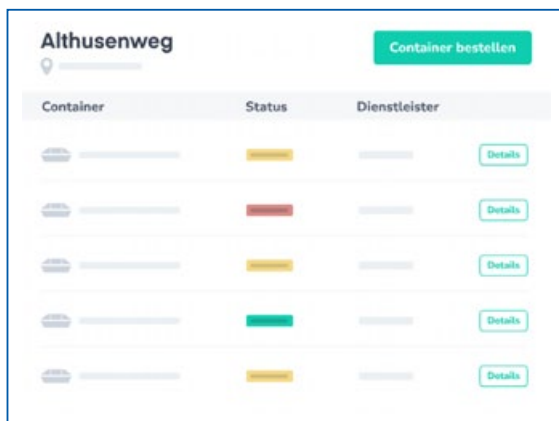 Althusenweg
Container bestellen
Container Status Dienstleister
Details
Details
Details
Details
Details